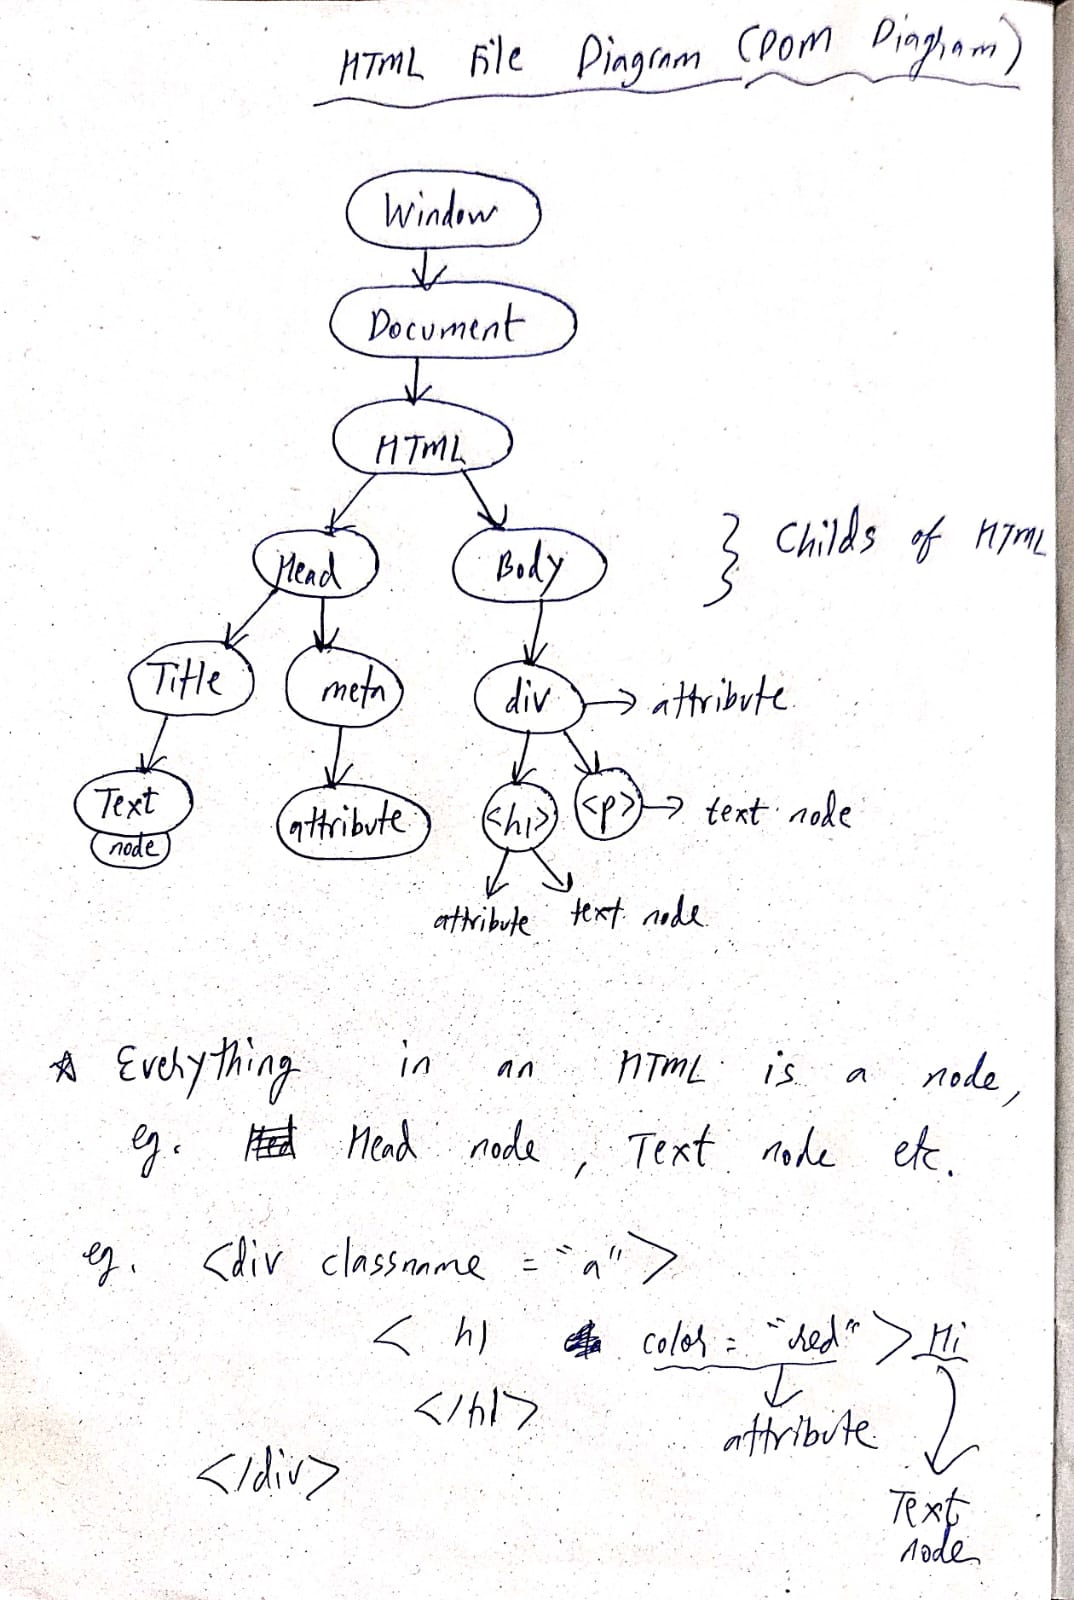 HTML File Diagram (DOM Diagram)
Window
Document
HTML
Head Body } Childs of HTML
Title meta div → attribute
Text node attribute <h1> <p> → text node
attribute text node
☆ Everything in an HTML is a node,
eg. Head node, Text node etc.
eg. <div classname = "a">
< h1 color = "red" > Hi
</h1>
attribute
</div>
Text
node